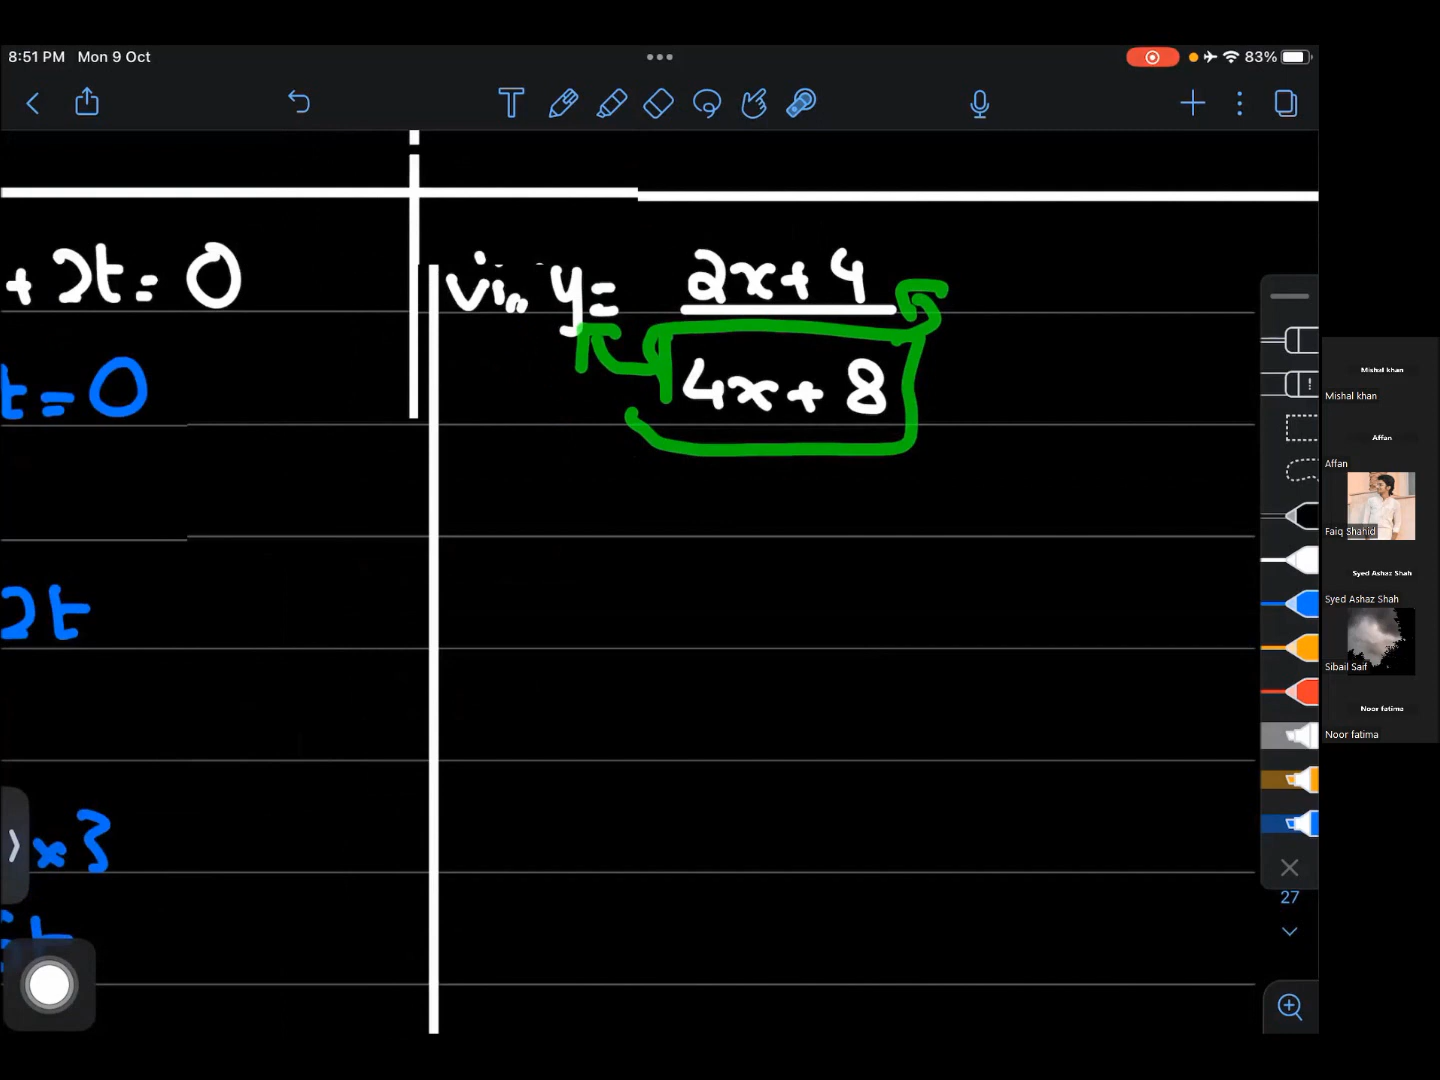 8:51 PM Mon 9 Oct
83%
+ 2t = 0
t = 0
2t
x 3
vi,, y = 2x + 4
4x + 8
Mishal khan
Mishal khan
Affan
Affan
Faiq Shahid
Syed Ashaz Shah
Syed Ashaz Shah
Sibail Saif
Noor fatima
Noor fatima
27